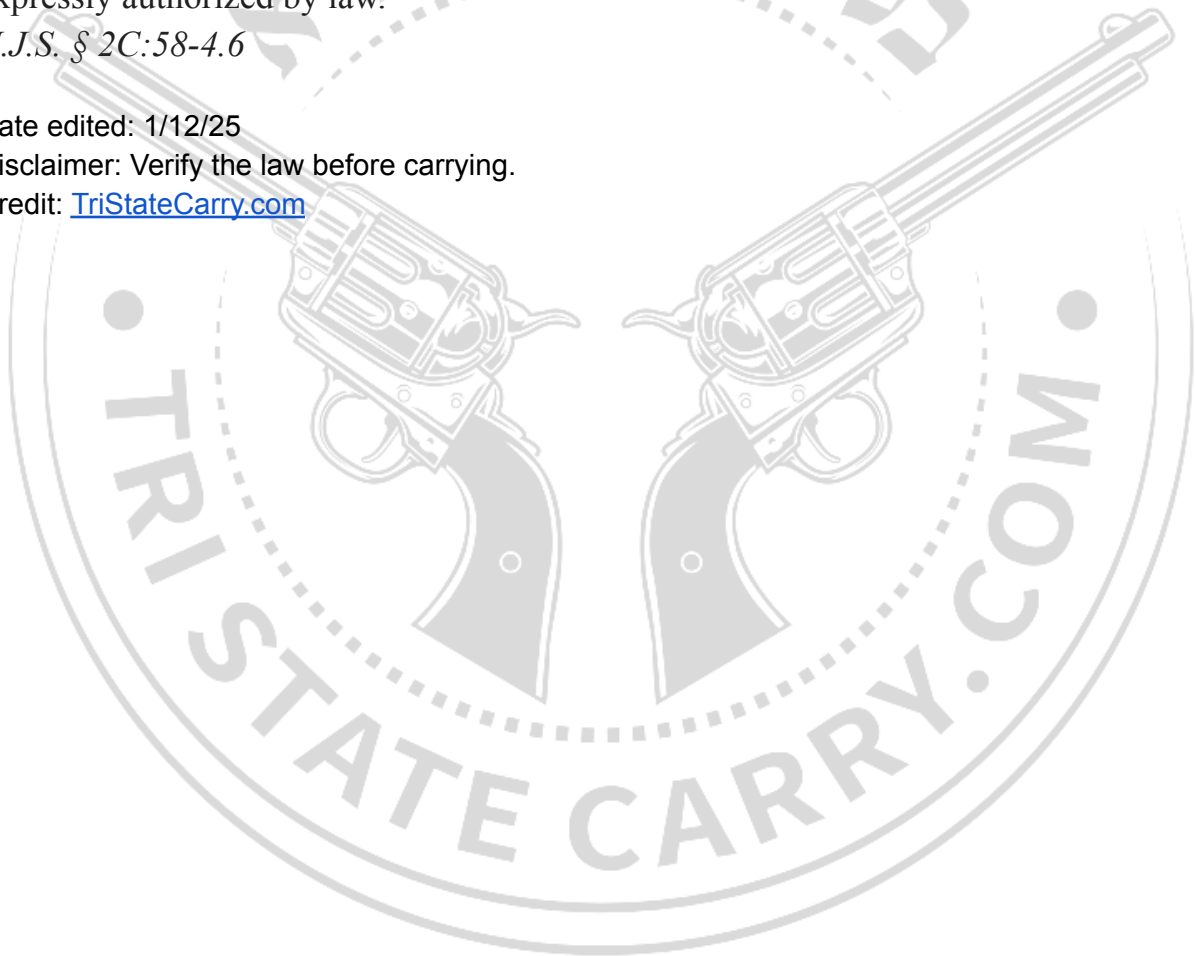 xpressly authorized by law.
.J.S. § 2C:58-4.6
ate edited: 1/12/25
isclaimer: Verify the law before carrying.
redit: TriStateCarry.com
• TRI STATE CARRY.COM •